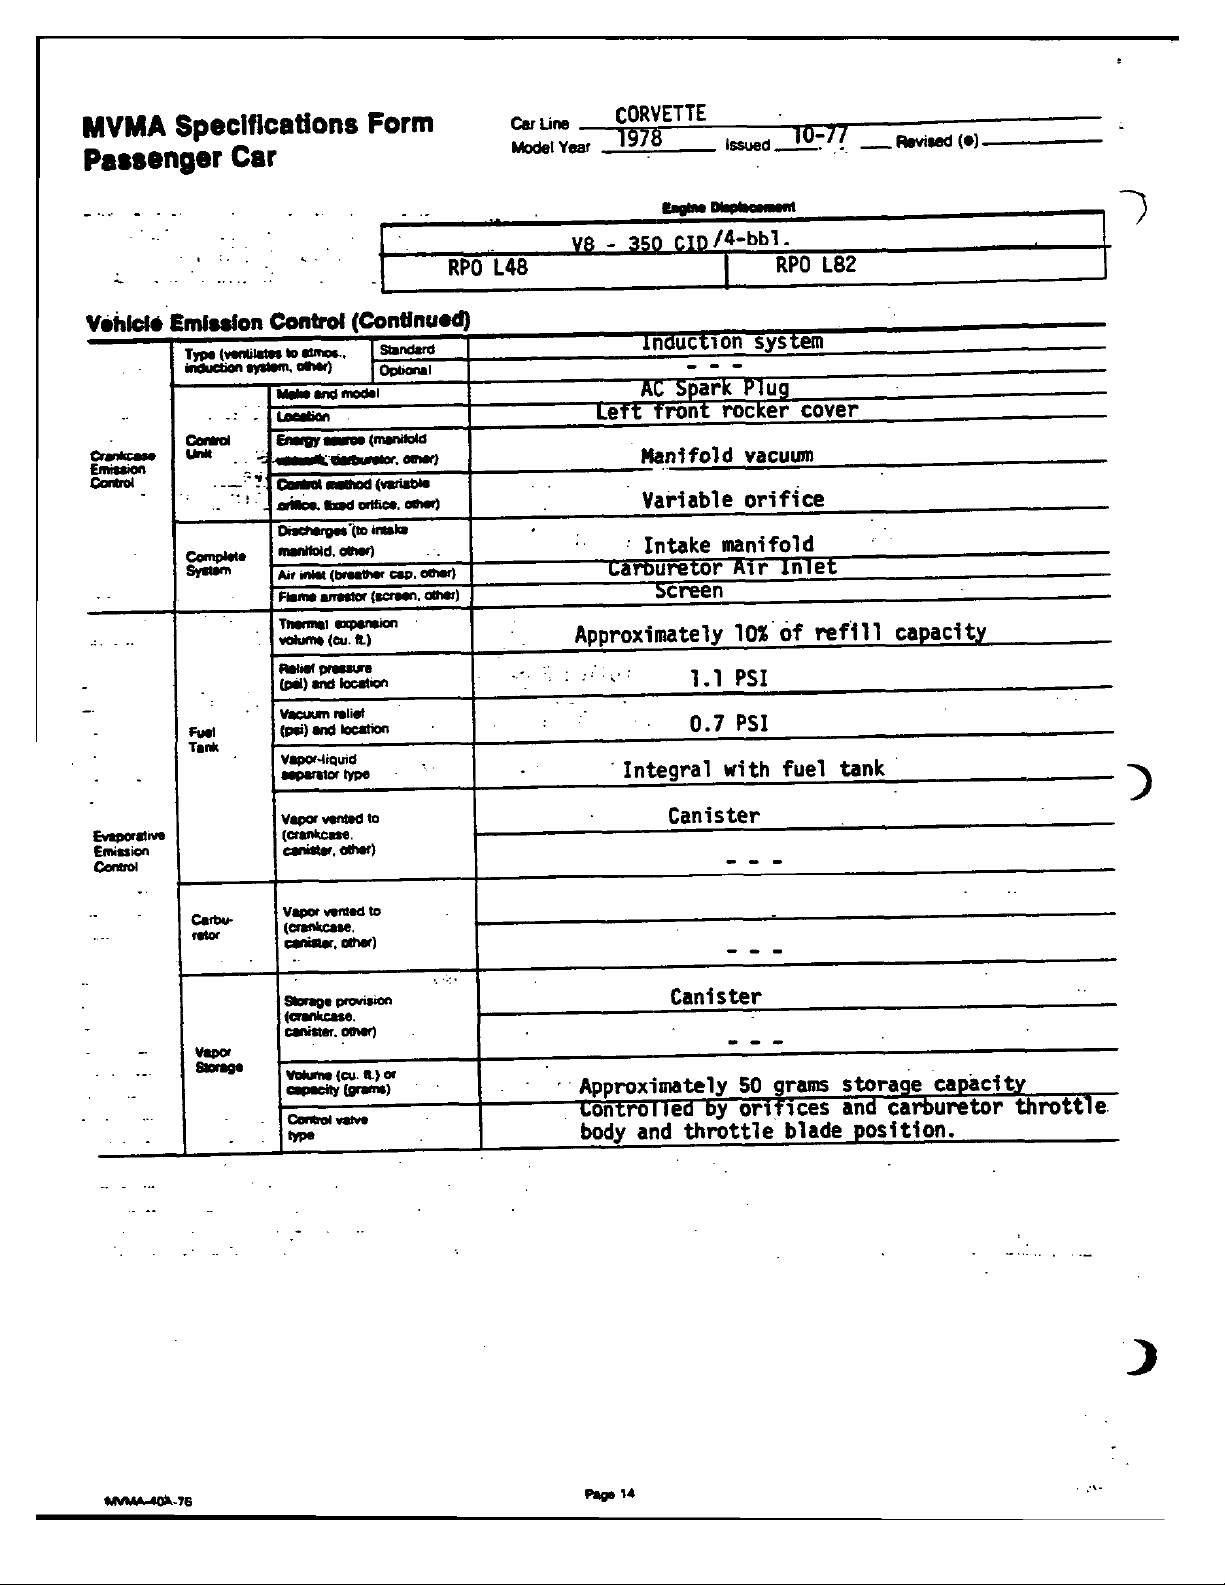 MVMA Specifications Form
Passenger Car
Car Line CORVETTE
Model Year 1978 Issued 10-77 Revised (●)
Engine Displacement
V8 - 350 CID/4-bbl.
RPO L48 RPO L82
Vehicle Emission Control (Continued)
Crankcase
Emission
Control
Type (ventilates to atmos.,
induction system, other)
Standard Induction system
Optional - - -
Control
Unit
Make and model AC Spark Plug
Location Left front rocker cover
Energy source (manifold
vacuum, carburetor, other) Manifold vacuum
Control method (variable
orifice, fixed orifice, other) Variable orifice
Complete
System
Discharges (to intake
manifold, other) Intake manifold
Air inlet (breather cap, other) Carburetor Air Inlet
Flame arrestor (screen, other) Screen
Evaporative
Emission
Control
Fuel
Tank
Thermal expansion
volume (cu. ft.) Approximately 10% of refill capacity
Relief pressure
(psi) and location 1.1 PSI
Vacuum relief
(psi) and location 0.7 PSI
Vapor-liquid
separator type Integral with fuel tank
Vapor vented to
(crankcase,
canister, other)
Canister
- - -
Carbu-
retor
Vapor vented to
(crankcase,
canister, other)
- - -
Vapor
Storage
Storage provision
(crankcase,
canister, other)
Canister
- - -
Volume (cu. ft.) or
capacity (grams) Approximately 50 grams storage capacity
Control valve
type
Controlled by orifices and carburetor throttle
body and throttle blade position.
MVMA-40A-76
Page 14